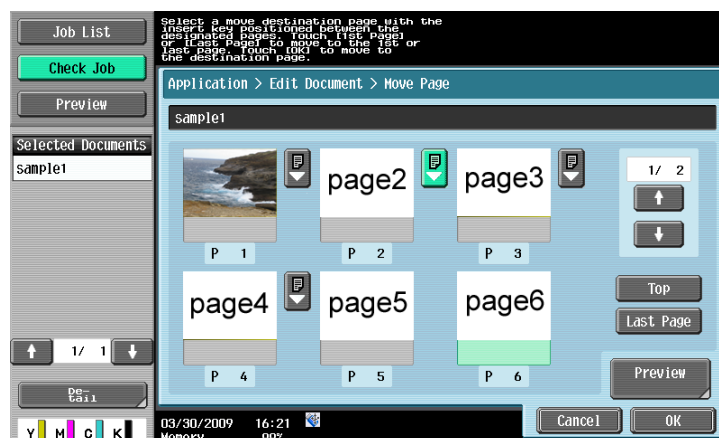 Job List
Check Job
Preview
Selected Documents
sample1
1/ 1
De-
tail
Y M C K
Select a move destination page with the
insert key positioned between the
designated pages. Touch [1st Page]
or [Last Page] to move to the 1st or
last page. Touch [OK] to move to
the destination page.
Application > Edit Document > Move Page
sample1
page2
page3
1/ 2
P 1
P 2
P 3
page4
page5
page6
Top
Last Page
P 4
P 5
P 6
Preview
03/30/2009 16:21
Memory 99%
Cancel
OK